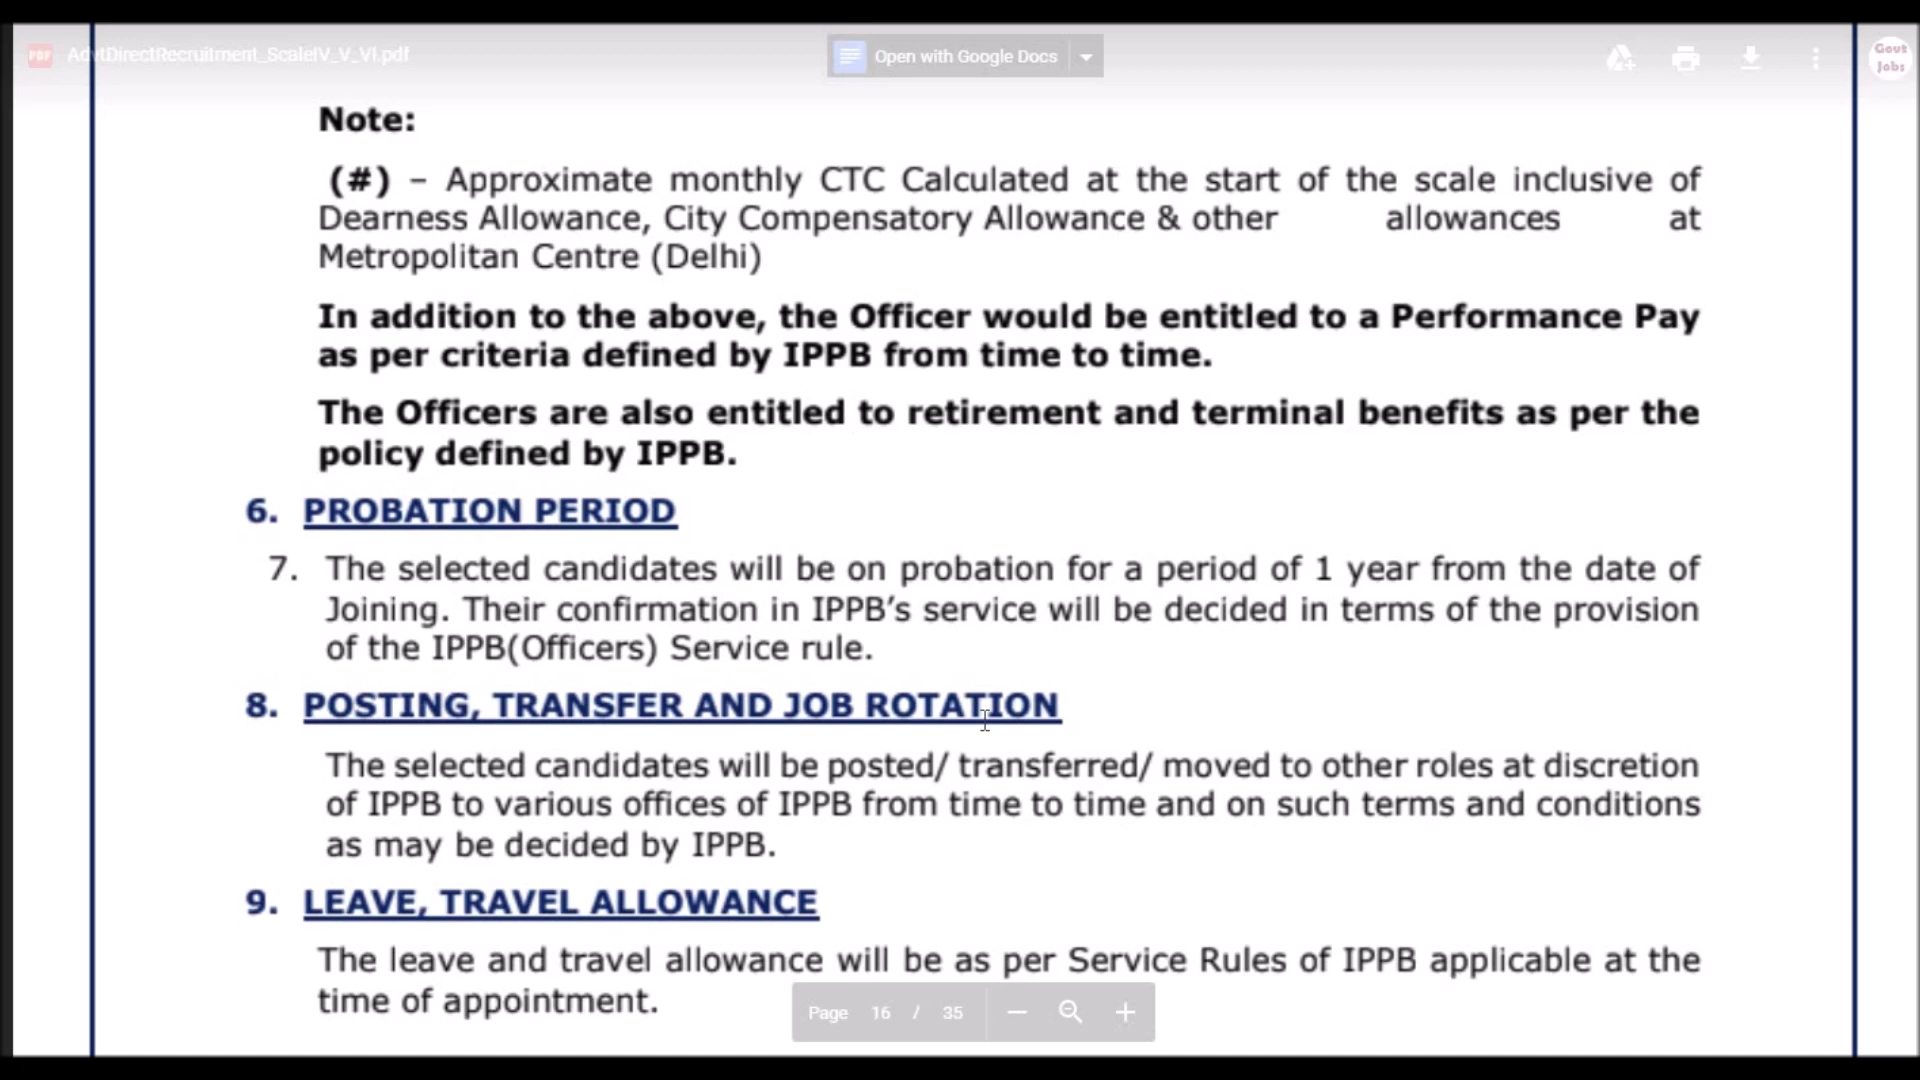 AdvtDirectRecruitment_ScaleIV_V_VI.pdf
Open with Google Docs
Govt
Jobs
Note:
(#) – Approximate monthly CTC Calculated at the start of the scale inclusive of
Dearness Allowance, City Compensatory Allowance & other allowances at
Metropolitan Centre (Delhi)
In addition to the above, the Officer would be entitled to a Performance Pay
as per criteria defined by IPPB from time to time.
The Officers are also entitled to retirement and terminal benefits as per the
policy defined by IPPB.
6. PROBATION PERIOD
7. The selected candidates will be on probation for a period of 1 year from the date of
Joining. Their confirmation in IPPB’s service will be decided in terms of the provision
of the IPPB(Officers) Service rule.
8. POSTING, TRANSFER AND JOB ROTATION
The selected candidates will be posted/ transferred/ moved to other roles at discretion
of IPPB to various offices of IPPB from time to time and on such terms and conditions
as may be decided by IPPB.
9. LEAVE, TRAVEL ALLOWANCE
The leave and travel allowance will be as per Service Rules of IPPB applicable at the
time of appointment.
Page 16 / 35